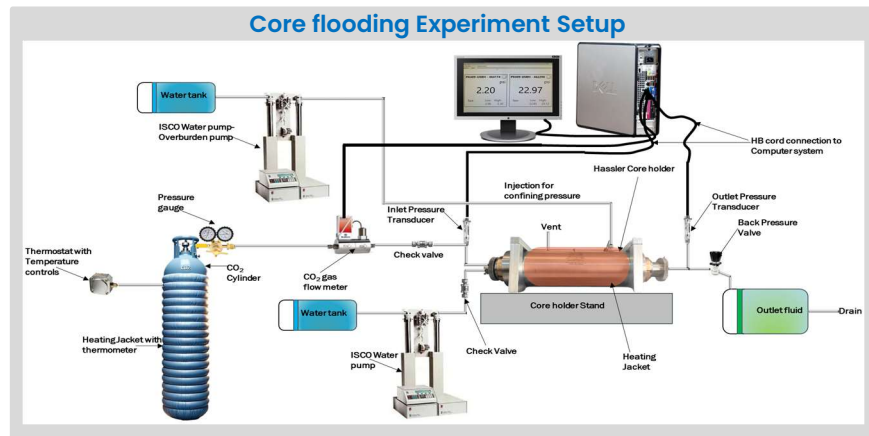 Core flooding Experiment Setup
Water tank
ISCO Water pump-
Overburden pump
2.20
22.97
HB cord connection to
Computer system
Hassler Core holder
Injection for
confining pressure
Pressure
gauge
Inlet Pressure
Transducer
Outlet Pressure
Transducer
Back Pressure
Valve
Vent
Thermostat with
Temperature
controls
Check valve
CO₂
Cylinder
CO₂ gas
flow meter
Water tank
Core holder Stand
Outlet fluid
Drain
Heating Jacket with
thermometer
Check Valve
ISCO Water
pump
Heating
Jacket